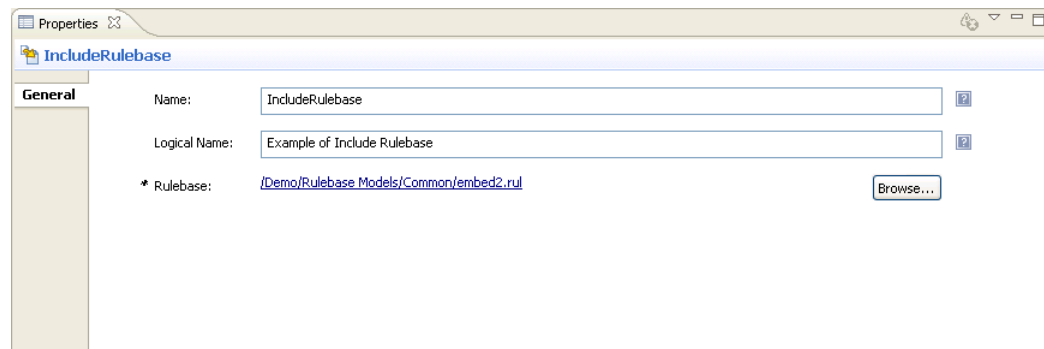 Properties
IncludeRulebase
General
Name: IncludeRulebase
Logical Name: Example of Include Rulebase
* Rulebase: /Demo/Rulebase Models/Common/embed2.rul Browse...